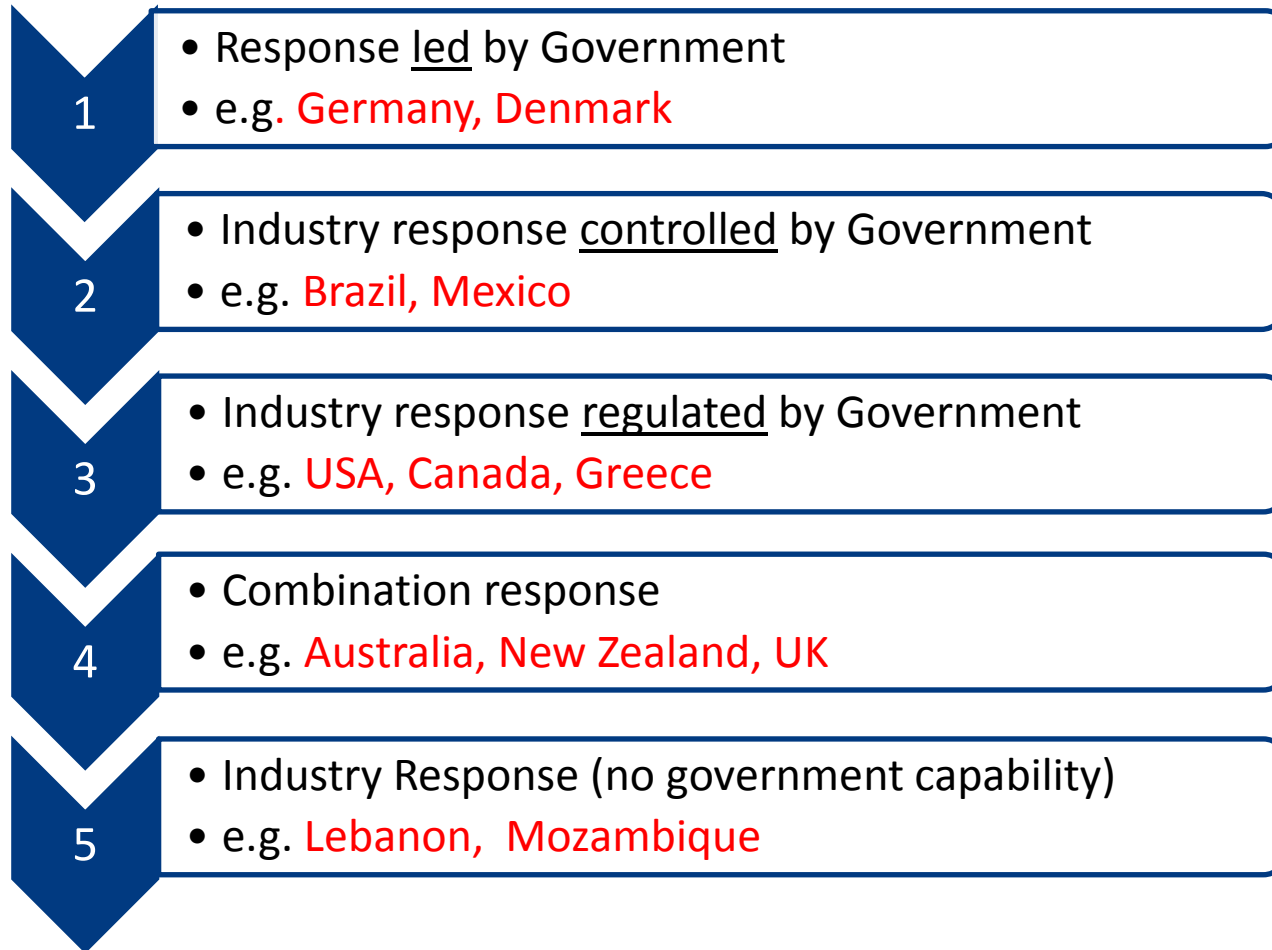 1
• Response led by Government
• e.g. Germany, Denmark
2
• Industry response controlled by Government
• e.g. Brazil, Mexico
3
• Industry response regulated by Government
• e.g. USA, Canada, Greece
4
• Combination response
• e.g. Australia, New Zealand, UK
5
• Industry Response (no government capability)
• e.g. Lebanon,  Mozambique